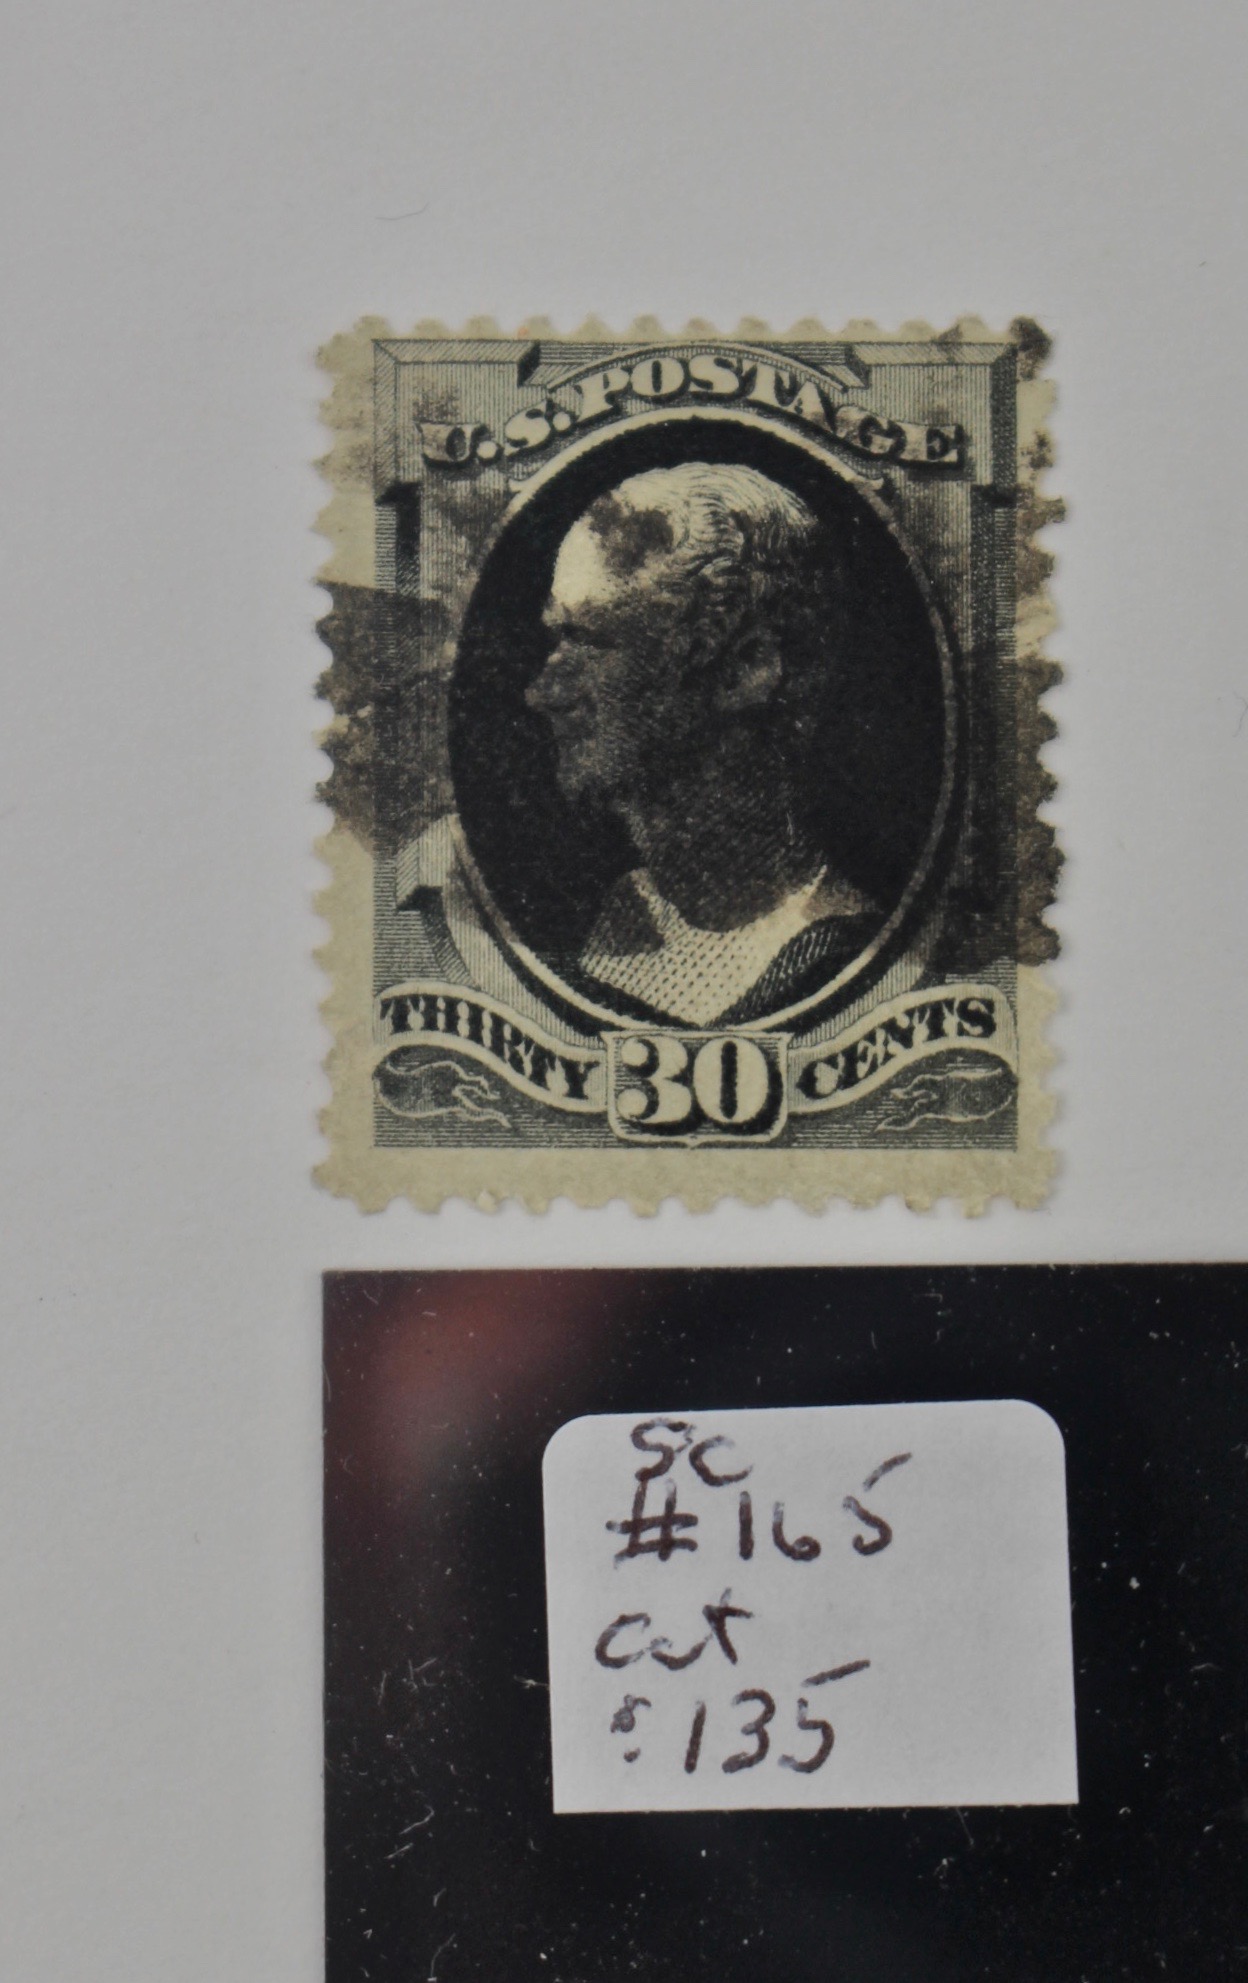 U.S. POSTAGE
THIRTY 30 CENTS
SC
#165
Cat
$135